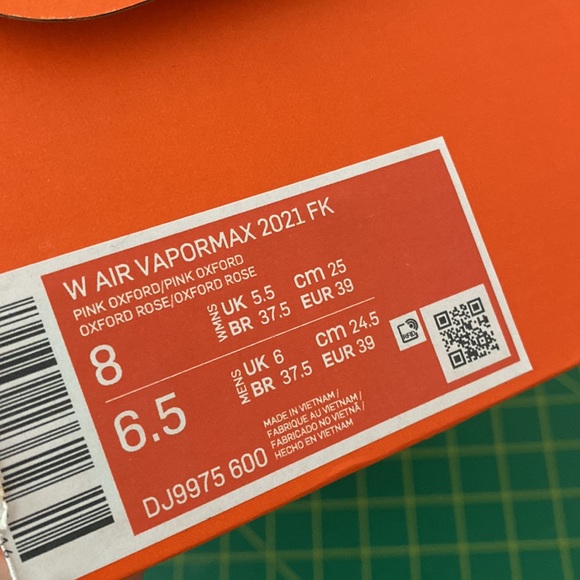 W AIR VAPORMAX 2021 FK
PINK OXFORD/PINK OXFORD
OXFORD ROSE/OXFORD ROSE
8
WMNS
UK 5.5 cm 25
BR 37.5 EUR 39
6.5
MENS
UK 6 cm 24.5
BR 37.5 EUR 39
RFID
DJ9975 600
MADE IN VIETNAM /
FABRIQUE AU VIETNAM /
FABRICADO NO VIETNÃ /
HECHO EN VIETNAM